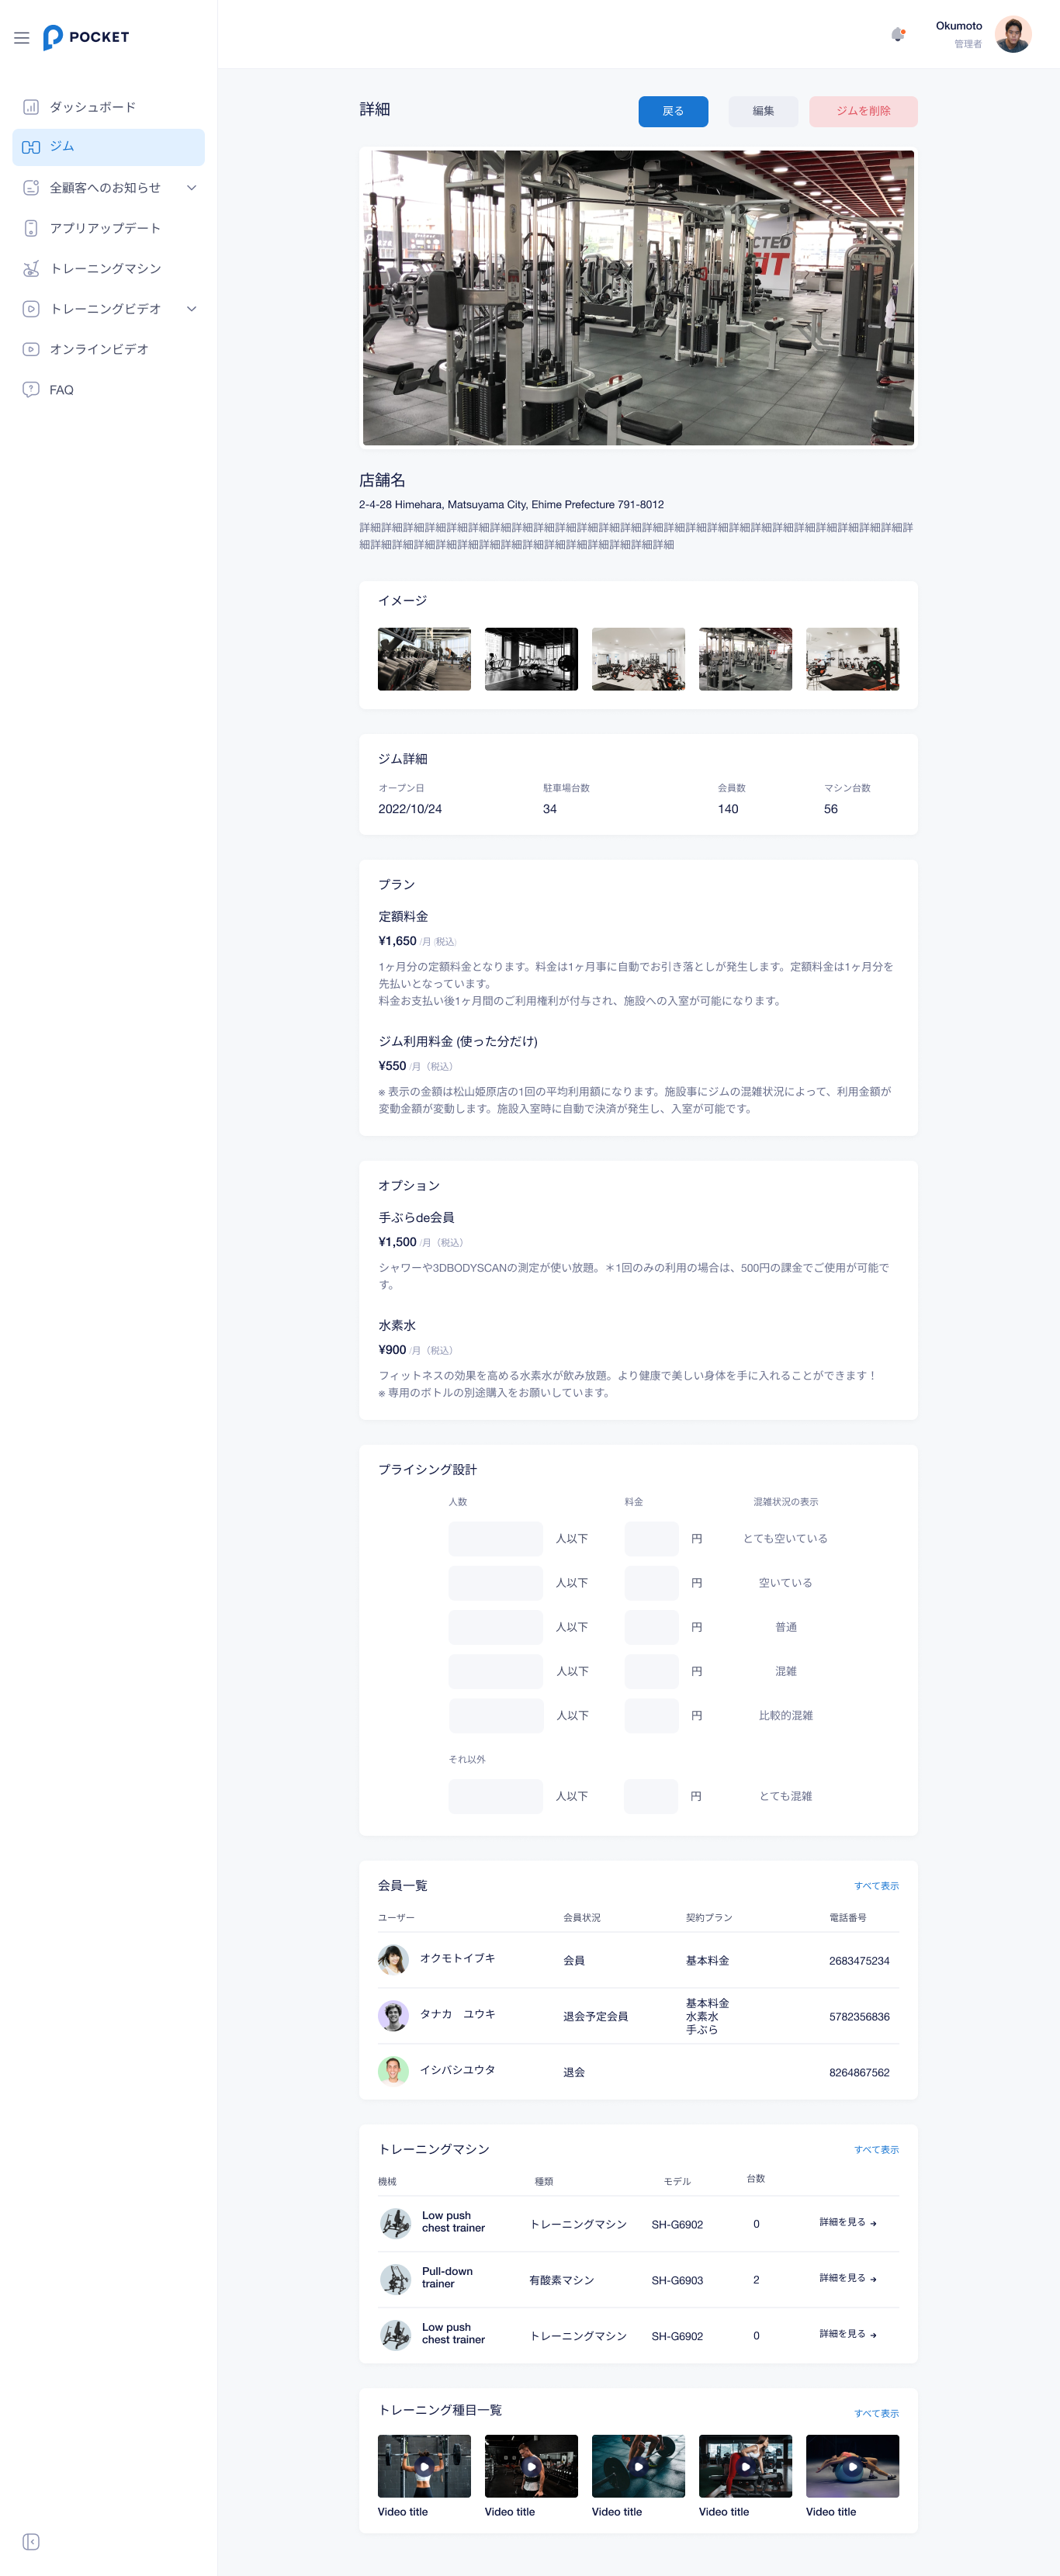 POCKET
Okumoto
管理者
ダッシュボード
ジム
全顧客へのお知らせ
アプリアップデート
トレーニングマシン
トレーニングビデオ
オンラインビデオ
FAQ
詳細
戻る
編集
ジムを削除
CTED
FIT
店舗名
2-4-28 Himehara, Matsuyama City, Ehime Prefecture 791-8012
詳細詳細詳細詳細詳細詳細詳細詳細詳細詳細詳細詳細詳細詳細詳細詳細詳細詳細詳細詳細詳細詳細詳細詳細詳細詳
細詳細詳細詳細詳細詳細詳細詳細詳細詳細詳細詳細詳細詳細詳細
イメージ
ジム詳細
オープン日
駐車場台数
会員数
マシン台数
2022/10/24
34
140
56
プラン
定額料金
¥1,650 /月 (税込)
1ヶ月分の定額料金となります。料金は1ヶ月事に自動でお引き落としが発生します。定額料金は1ヶ月分を
先払いとなっています。
料金お支払い後1ヶ月間のご利用権利が付与され、施設への入室が可能になります。
ジム利用料金 (使った分だけ)
¥550 /月（税込）
※ 表示の金額は松山姫原店の1回の平均利用額になります。施設事にジムの混雑状況によって、利用金額が
変動金額が変動します。施設入室時に自動で決済が発生し、入室が可能です。
オプション
手ぶらde会員
¥1,500 /月（税込）
シャワーや3DBODYSCANの測定が使い放題。＊1回のみの利用の場合は、500円の課金でご使用が可能で
す。
水素水
¥900 /月（税込）
フィットネスの効果を高める水素水が飲み放題。より健康で美しい身体を手に入れることができます！
※ 専用のボトルの別途購入をお願いしています。
プライシング設計
人数
料金
混雑状況の表示
人以下
円
とても空いている
人以下
円
空いている
人以下
円
普通
人以下
円
混雑
人以下
円
比較的混雑
それ以外
人以下
円
とても混雑
会員一覧
すべて表示
ユーザー
会員状況
契約プラン
電話番号
オクモトイブキ
会員
基本料金
2683475234
タナカ　ユウキ
退会予定会員
基本料金
水素水
手ぶら
5782356836
イシバシユウタ
退会
8264867562
トレーニングマシン
すべて表示
機械
種類
モデル
台数
Low push
chest trainer
トレーニングマシン
SH-G6902
0
詳細を見る →
Pull-down
trainer
有酸素マシン
SH-G6903
2
詳細を見る →
Low push
chest trainer
トレーニングマシン
SH-G6902
0
詳細を見る →
トレーニング種目一覧
すべて表示
Video title
Video title
Video title
Video title
Video title